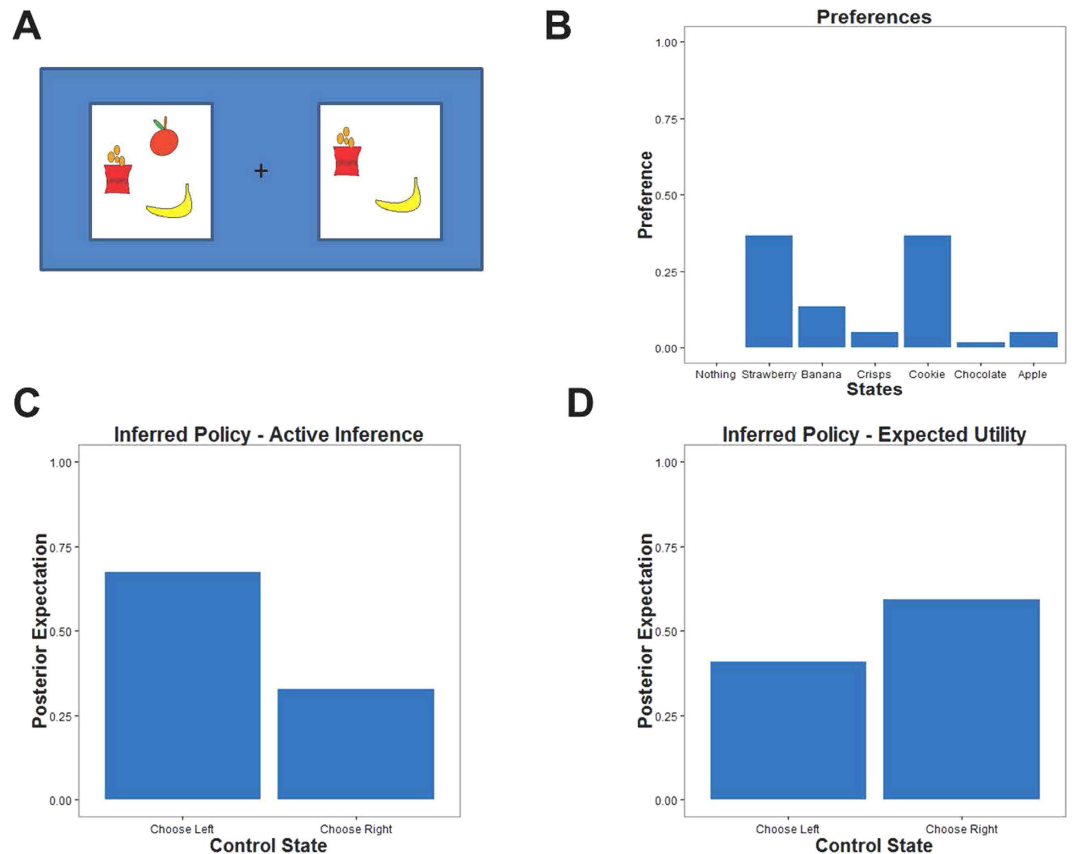 A
+
B
Preferences
Preference
1.00
0.75
0.50
0.25
0.00
Nothing Strawberry Banana Crisps Cookie Chocolate Apple
States
C
Inferred Policy - Active Inference
Posterior Expectation
1.00
0.75
0.50
0.25
0.00
Choose Left Choose Right
Control State
D
Inferred Policy - Expected Utility
Posterior Expectation
1.00
0.75
0.50
0.25
0.00
Choose Left Choose Right
Control State